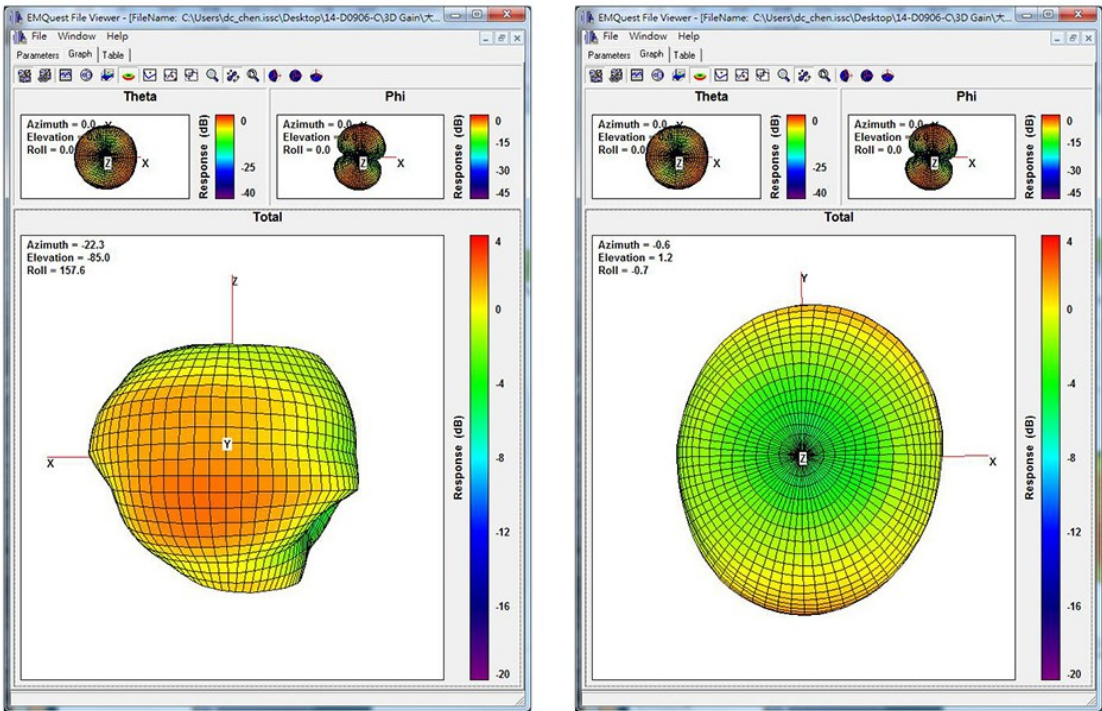 EMQuest File Viewer - [FileName: C:\Users\dc_chen.issc\Desktop\14-D0906-C\3D Gain\大...
File Window Help
Parameters Graph Table
Theta
Azimuth = 0.0
Elevation = 0.0
Roll = 0.0
Y
X
Z
Response (dB)
0
-25
-40
Phi
Azimuth = 0.0
Elevation = 0.0
Roll = 0.0
Y
X
Z
Response (dB)
0
-15
-30
-45
Total
Azimuth = -22.3
Elevation = -85.0
Roll = 157.6
Z
Y
X
Response (dB)
4
0
-4
-8
-12
-16
-20
EMQuest File Viewer - [FileName: C:\Users\dc_chen.issc\Desktop\14-D0906-C\3D Gain\大...
File Window Help
Parameters Graph Table
Theta
Azimuth = 0.0
Elevation = 0.0
Roll = 0.0
Y
X
Z
Response (dB)
0
-25
-40
Phi
Azimuth = 0.0
Elevation = 0.0
Roll = 0.0
Y
X
Z
Response (dB)
0
-15
-30
-45
Total
Azimuth = -0.6
Elevation = 1.2
Roll = -0.7
Y
Z
X
Response (dB)
4
0
-4
-8
-12
-16
-20